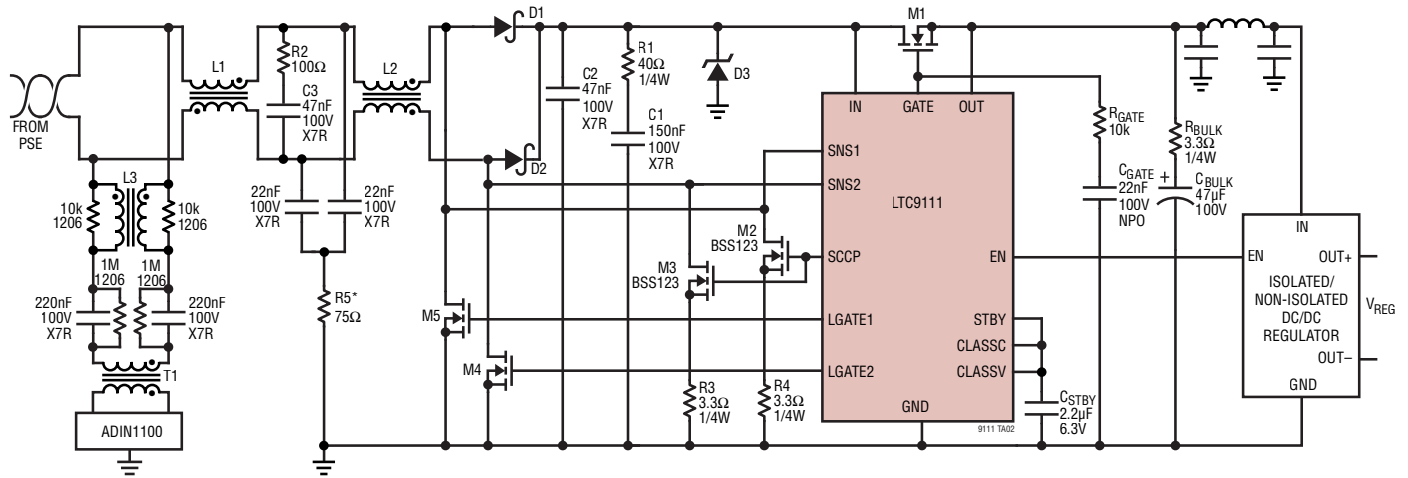 FROM
PSE
L1
R2
100Ω
C3
47nF
100V
X7R
L2
D1
D2
C2
47nF
100V
X7R
R1
40Ω
1/4W
C1
150nF
100V
X7R
D3
M1
IN
GATE
OUT
SNS1
SNS2
LTC9111
SCCP
EN
LGATE1
STBY
CLASSC
LGATE2
CLASSV
GND
9111 TA02
RGATE
10k
CGATE
22nF
100V
NPO
RBULK
3.3Ω
1/4W
+
CBULK
47µF
100V
IN
EN
OUT+
ISOLATED/
NON-ISOLATED
DC/DC
REGULATOR
VREG
OUT–
GND
L3
10k
1206
10k
1206
1M
1206
1M
1206
220nF
100V
X7R
220nF
100V
X7R
T1
ADIN1100
22nF
100V
X7R
22nF
100V
X7R
R5*
75Ω
M2
BSS123
M3
BSS123
M5
M4
R3
3.3Ω
1/4W
R4
3.3Ω
1/4W
CSTBY
2.2µF
6.3V